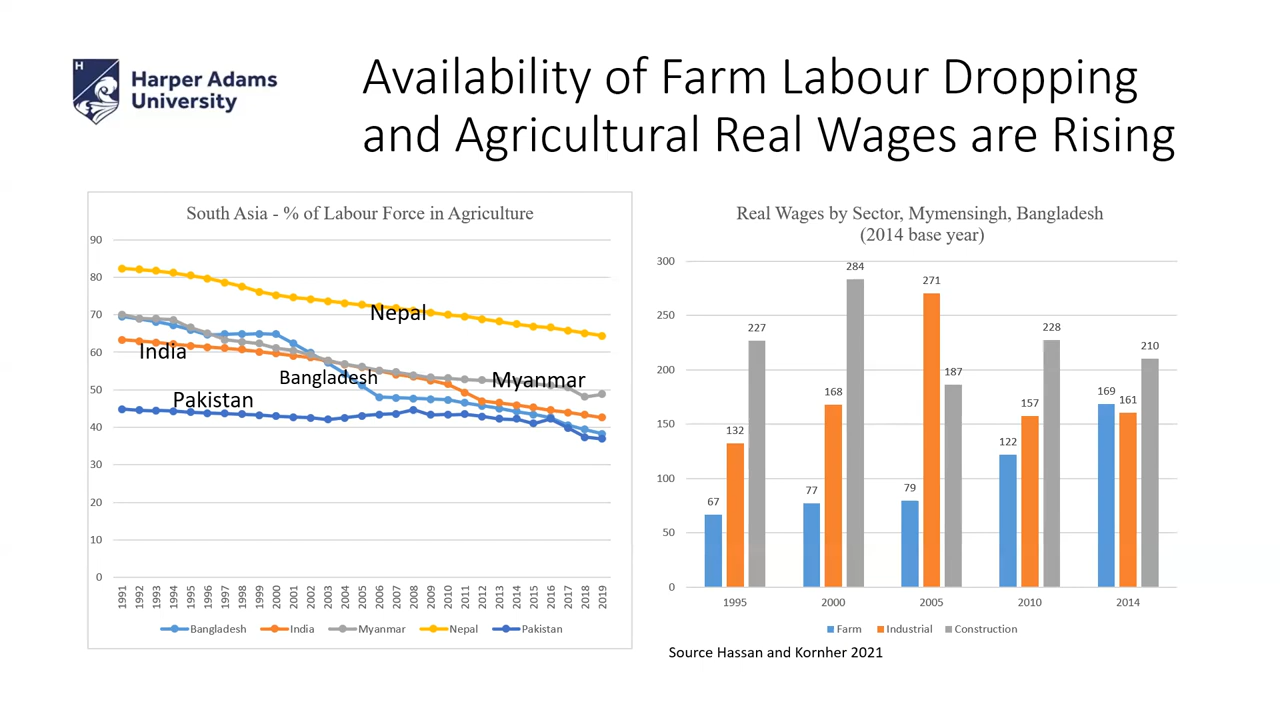 H
Harper Adams
University
Availability of Farm Labour Dropping
and Agricultural Real Wages are Rising
South Asia - % of Labour Force in Agriculture
90
80
70
60
50
40
30
20
10
0
Nepal
India
Bangladesh
Myanmar
Pakistan
1991 1992 1993 1994 1995 1996 1997 1998 1999 2000 2001 2002 2003 2004 2005 2006 2007 2008 2009 2010 2011 2012 2013 2014 2015 2016 2017 2018 2019
Bangladesh India Myanmar Nepal Pakistan
Real Wages by Sector, Mymensingh, Bangladesh
(2014 base year)
300
250
200
150
100
50
0
67 132 227
77 168 284
79 271 187
122 157 228
169 161 210
1995 2000 2005 2010 2014
Farm Industrial Construction
Source Hassan and Kornher 2021